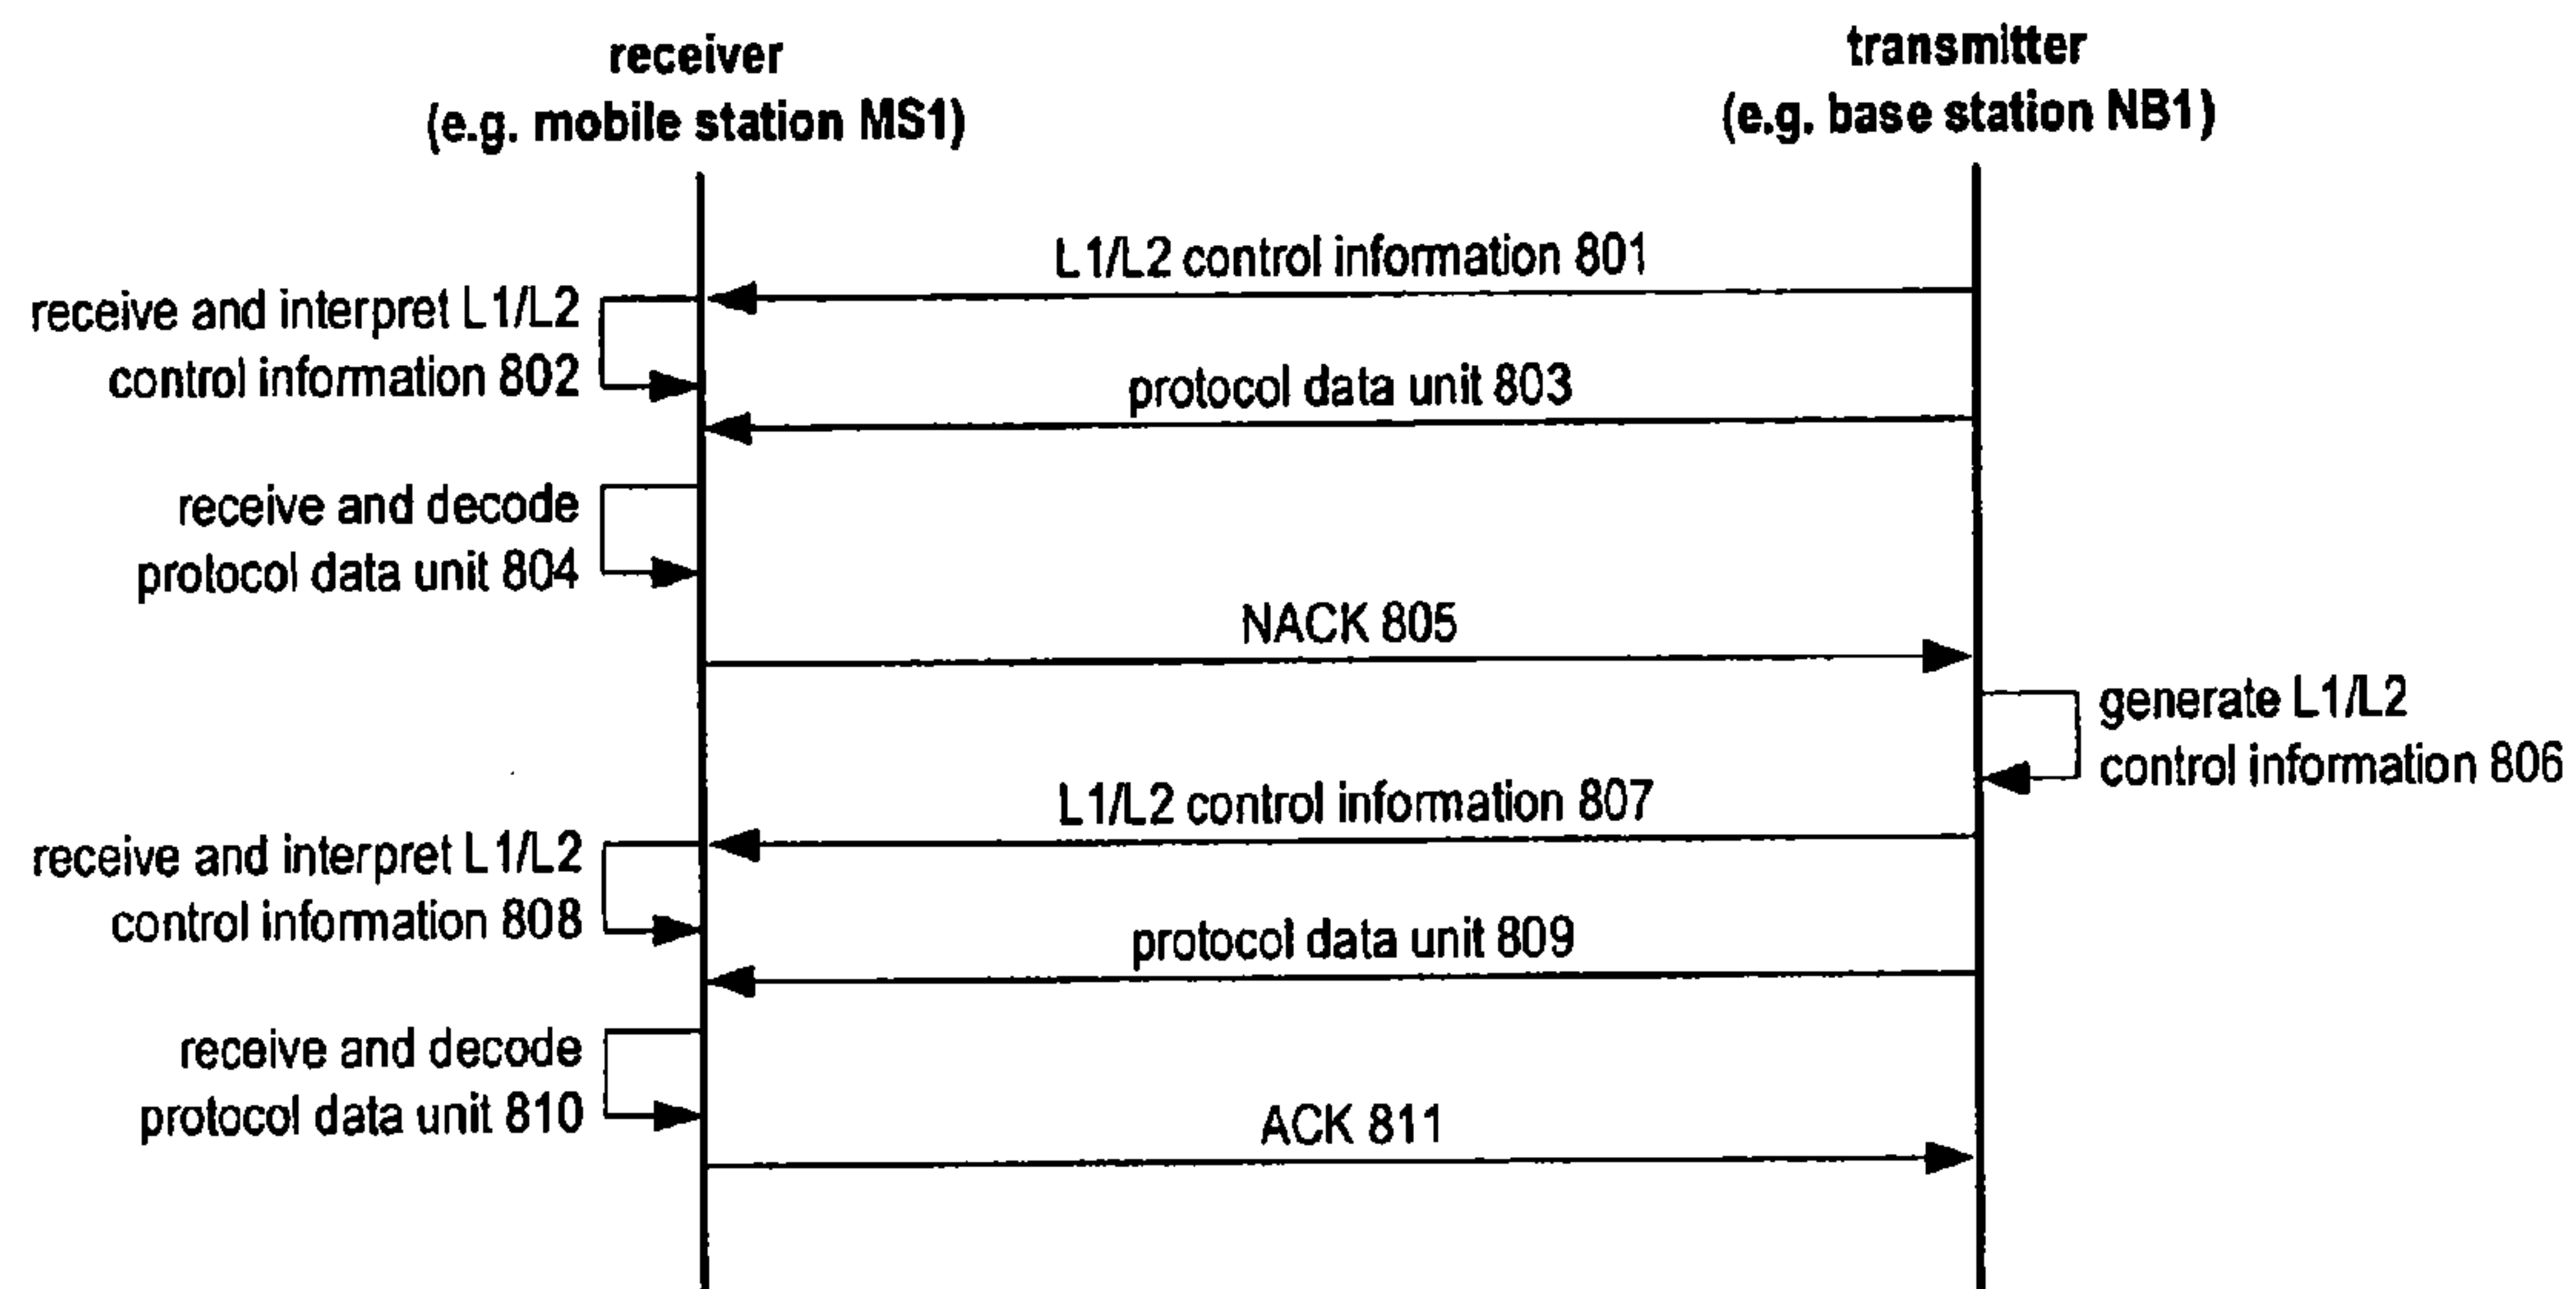 receiver
(e.g. mobile station MS1)
transmitter
(e.g. base station NB1)
L1/L2 control information 801
receive and interpret L1/L2
control information 802
protocol data unit 803
receive and decode
protocol data unit 804
NACK 805
generate L1/L2
control information 806
L1/L2 control information 807
receive and interpret L1/L2
control information 808
protocol data unit 809
receive and decode
protocol data unit 810
ACK 811